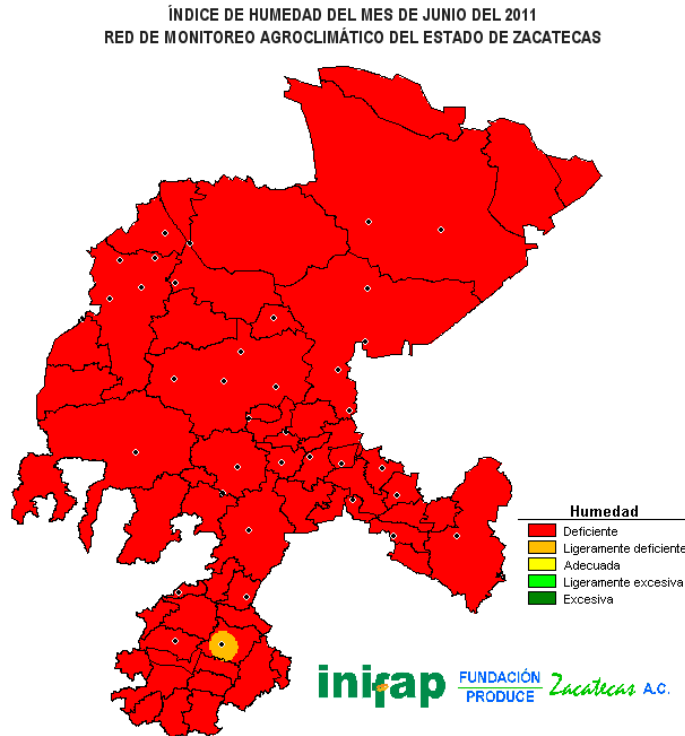 ÍNDICE DE HUMEDAD DEL MES DE JUNIO DEL 2011
RED DE MONITOREO AGROCLIMÁTICO DEL ESTADO DE ZACATECAS
Humedad
Deficiente
Ligeramente deficiente
Adecuada
Ligeramente excesiva
Excesiva
inifap
FUNDACIÓN
PRODUCE
Zacatecas A.C.